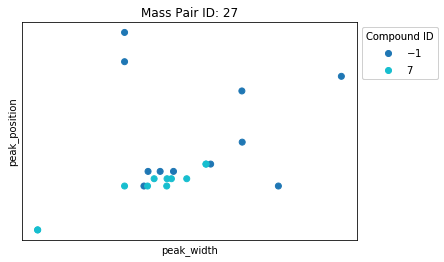 Mass Pair ID: 27
Compound ID
−1
7
peak_position
peak_width